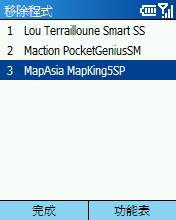 移除程式
1 Lou Terrailloune Smart SS
2 Maction PocketGeniusSM
3 MapAsia MapKing5SP
完成 功能表